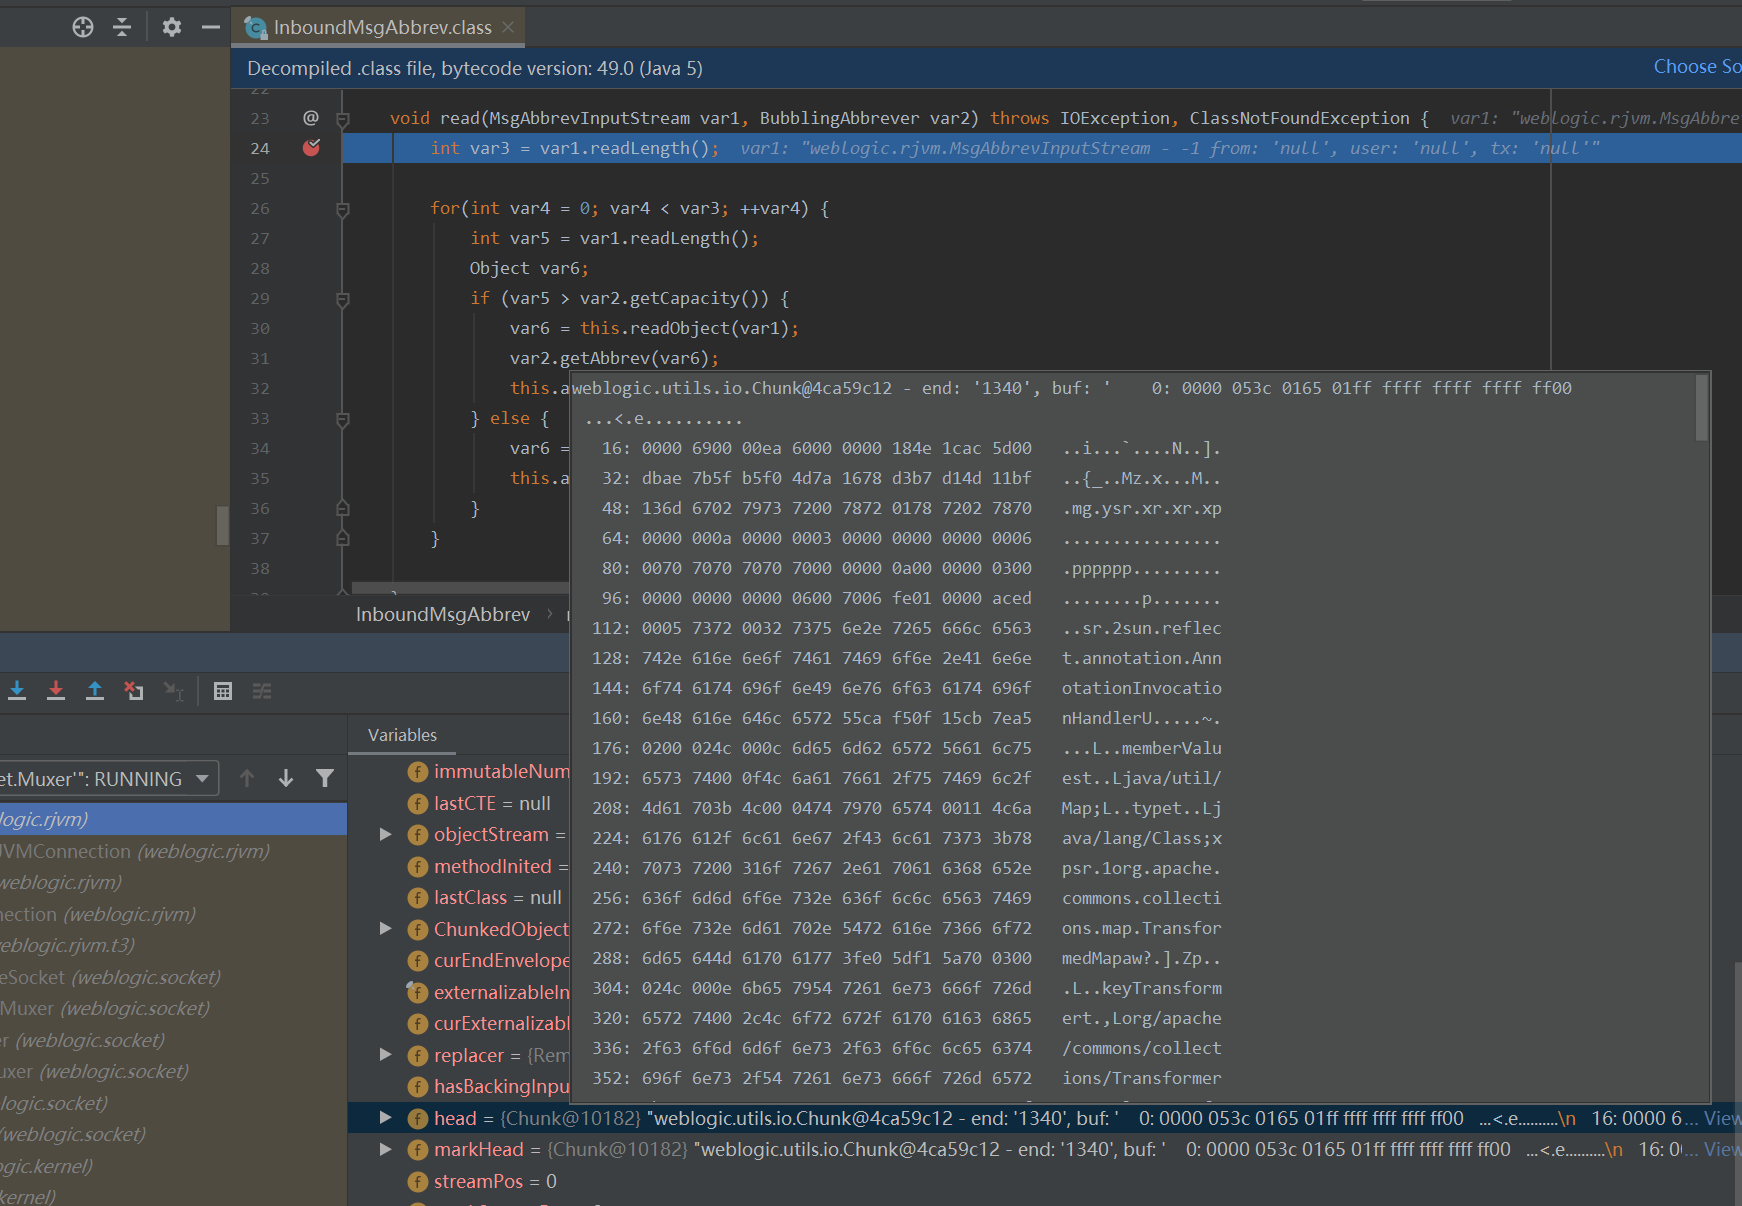 InboundMsgAbbrev.class
Decompiled .class file, bytecode version: 49.0 (Java 5)
Choose So
22
23 @ void read(MsgAbbrevInputStream var1, BubblingAbbrever var2) throws IOException, ClassNotFoundException { var1: "weblogic.rjvm.MsgAbbre
24 int var3 = var1.readLength(); var1: "weblogic.rjvm.MsgAbbrevInputStream - -1 from: 'null', user: 'null', tx: 'null'"
25
26 for(int var4 = 0; var4 < var3; ++var4) {
27 int var5 = var1.readLength();
28 Object var6;
29 if (var5 > var2.getCapacity()) {
30 var6 = this.readObject(var1);
31 var2.getAbbrev(var6);
32 this.a
33 } else {
34 var6 =
35 this.a
36 }
37 }
38
InboundMsgAbbrev
weblogic.utils.io.Chunk@4ca59c12 - end: '1340', buf: ' 0: 0000 053c 0165 01ff ffff ffff ffff ff00
...<.e..........
16: 0000 6900 00ea 6000 0000 184e 1cac 5d00 ..i...`....N..].
32: dbae 7b5f b5f0 4d7a 1678 d3b7 d14d 11bf ..{_..Mz.x...M..
48: 136d 6702 7973 7200 7872 0178 7202 7870 .mg.ysr.xr.xr.xp
64: 0000 000a 0000 0003 0000 0000 0000 0006 ................
80: 0070 7070 7070 7000 0000 0a00 0000 0300 .pppppp.........
96: 0000 0000 0000 0600 7006 fe01 0000 aced ........p.......
112: 0005 7372 0032 7375 6e2e 7265 666c 6563 ..sr.2sun.reflec
128: 742e 616e 6e6f 7461 7469 6f6e 2e41 6e6e t.annotation.Ann
144: 6f74 6174 696f 6e49 6e76 6f63 6174 696f otationInvocatio
160: 6e48 616e 646c 6572 55ca f50f 15cb 7ea5 nHandlerU.....~.
176: 0200 024c 000c 6d65 6d62 6572 5661 6c75 ...L..memberValu
192: 6573 7400 0f4c 6a61 7661 2f75 7469 6c2f est..Ljava/util/
208: 4d61 703b 4c00 0474 7970 6574 0011 4c6a Map;L..typet..Lj
224: 6176 612f 6c61 6e67 2f43 6c61 7373 3b78 ava/lang/Class;x
240: 7073 7200 316f 7267 2e61 7061 6368 652e psr.1org.apache.
256: 636f 6d6d 6f6e 732e 636f 6c6c 6563 7469 commons.collecti
272: 6f6e 732e 6d61 702e 5472 616e 7366 6f72 ons.map.Transfor
288: 6d65 644d 6170 6177 3fe0 5df1 5a70 0300 medMapaw?.].Zp..
304: 024c 000e 6b65 7954 7261 6e73 666f 726d .L..keyTransform
320: 6572 7400 2c4c 6f72 672f 6170 6163 6865 ert.,Lorg/apache
336: 2f63 6f6d 6d6f 6e73 2f63 6f6c 6c65 6374 /commons/collect
352: 696f 6e73 2f54 7261 6e73 666f 726d 6572 ions/Transformer
et.Muxer'": RUNNING
logic.rjvm)
JVMConnection (weblogic.rjvm)
weblogic.rjvm)
nection (weblogic.rjvm)
weblogic.rjvm.t3)
eSocket (weblogic.socket)
Muxer (weblogic.socket)
er (weblogic.socket)
uxer (weblogic.socket)
logic.socket)
(weblogic.socket)
ogic.kernel)
kernel)
Variables
immutableNum
lastCTE = null
objectStream =
methodInited =
lastClass = null
ChunkedObject
curEndEnvelope
externalizableIn
curExternalizabl
replacer = {Rem
hasBackingInpu
head = {Chunk@10182} "weblogic.utils.io.Chunk@4ca59c12 - end: '1340', buf: ' 0: 0000 053c 0165 01ff ffff ffff ffff ff00 ...<.e..........\n 16: 0000 6... View
markHead = {Chunk@10182} "weblogic.utils.io.Chunk@4ca59c12 - end: '1340', buf: ' 0: 0000 053c 0165 01ff ffff ffff ffff ff00 ...<.e..........\n 16: 0(... View
streamPos = 0